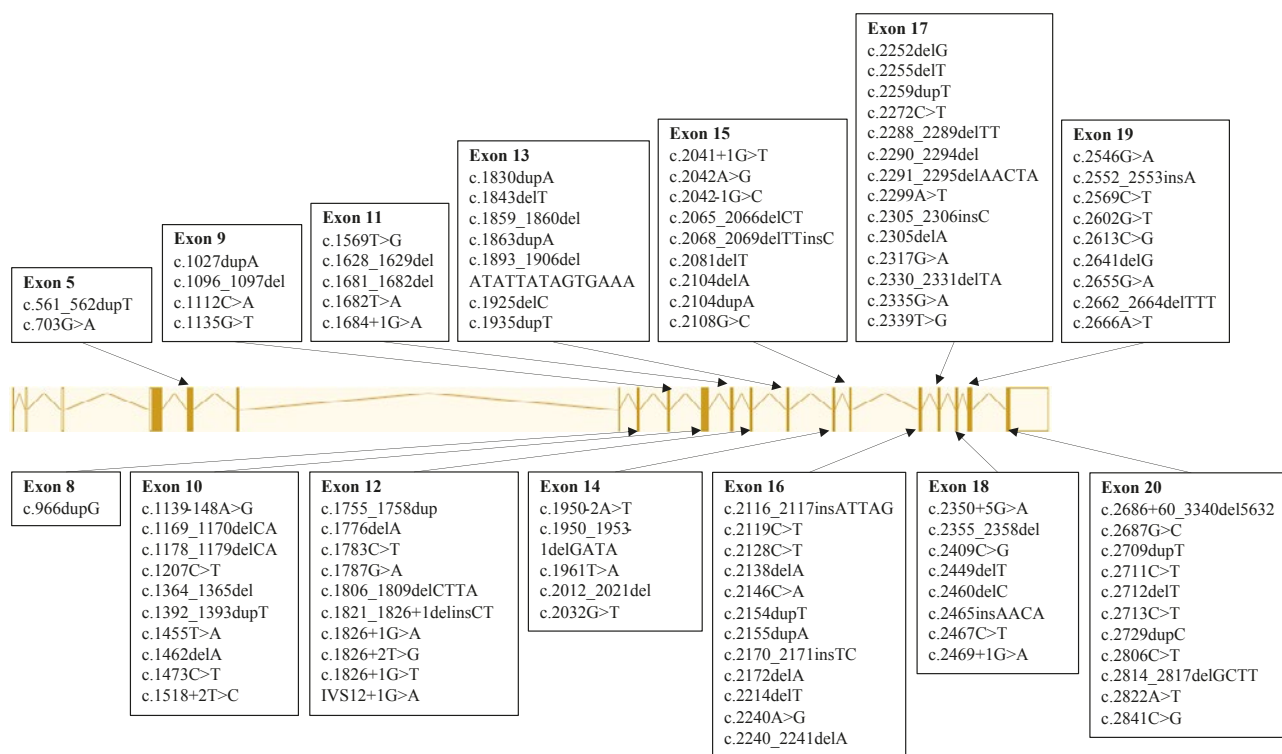 Exon 5
c.561_562dupT
c.703G>A
Exon 9
c.1027dupA
c.1096_1097del
c.1112C>A
c.1135G>T
Exon 11
c.1569T>G
c.1628_1629del
c.1681_1682del
c.1682T>A
c.1684+1G>A
Exon 13
c.1830dupA
c.1843delT
c.1859_1860del
c.1863dupA
c.1893_1906del
ATATTATAGTGAAA
c.1925delC
c.1935dupT
Exon 15
c.2041+1G>T
c.2042A>G
c.2042-1G>C
c.2065_2066delCT
c.2068_2069delTTinsC
c.2081delT
c.2104delA
c.2104dupA
c.2108G>C
Exon 17
c.2252delG
c.2255delT
c.2259dupT
c.2272C>T
c.2288_2289delTT
c.2290_2294del
c.2291_2295delAACTA
c.2299A>T
c.2305_2306insC
c.2305delA
c.2317G>A
c.2330_2331delTA
c.2335G>A
c.2339T>G
Exon 19
c.2546G>A
c.2552_2553insA
c.2569C>T
c.2602G>T
c.2613C>G
c.2641delG
c.2655G>A
c.2662_2664delTTT
c.2666A>T
Exon 8
c.966dupG
Exon 10
c.1139-148A>G
c.1169_1170delCA
c.1178_1179delCA
c.1207C>T
c.1364_1365del
c.1392_1393dupT
c.1455T>A
c.1462delA
c.1473C>T
c.1518+2T>C
Exon 12
c.1755_1758dup
c.1776delA
c.1783C>T
c.1787G>A
c.1806_1809delCTTA
c.1821_1826+1delinsCT
c.1826+1G>A
c.1826+2T>G
c.1826+1G>T
IVS12+1G>A
Exon 14
c.1950-2A>T
c.1950_1953-
1delGATA
c.1961T>A
c.2012_2021del
c.2032G>T
Exon 16
c.2116_2117insATTAG
c.2119C>T
c.2128C>T
c.2138delA
c.2146C>A
c.2154dupT
c.2155dupA
c.2170_2171insTC
c.2172delA
c.2214delT
c.2240A>G
c.2240_2241delA
Exon 18
c.2350+5G>A
c.2355_2358del
c.2409C>G
c.2449delT
c.2460delC
c.2465insAACA
c.2467C>T
c.2469+1G>A
Exon 20
c.2686+60_3340del5632
c.2687G>C
c.2709dupT
c.2711C>T
c.2712delT
c.2713C>T
c.2729dupC
c.2806C>T
c.2814_2817delGCTT
c.2822A>T
c.2841C>G